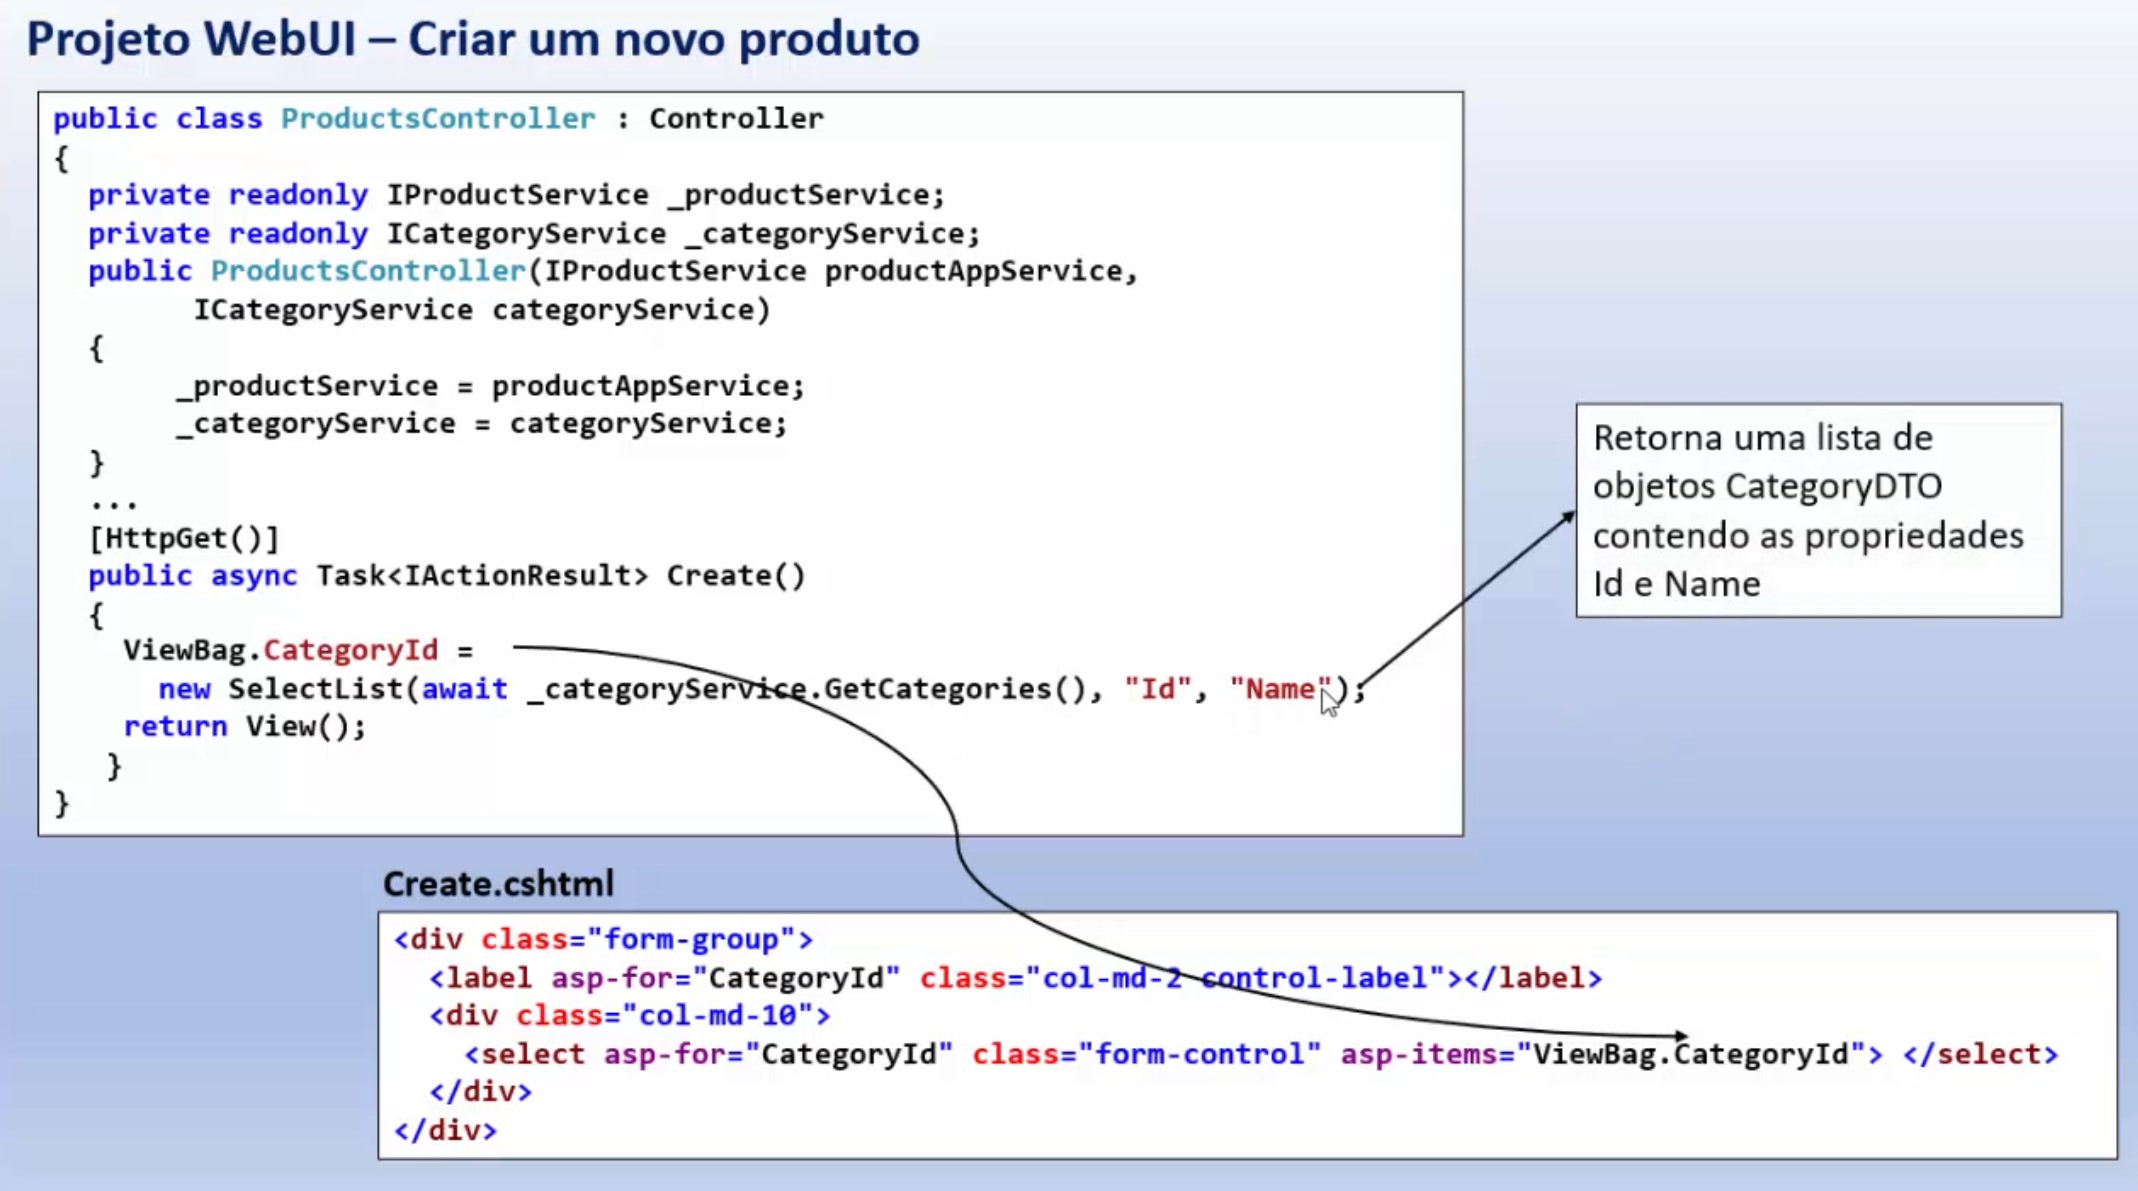 Projeto WebUI – Criar um novo produto
public class ProductsController : Controller
{
private readonly IProductService _productService;
private readonly ICategoryService _categoryService;
public ProductsController(IProductService productAppService,
ICategoryService categoryService)
{
_productService = productAppService;
_categoryService = categoryService;
}
...
[HttpGet()]
public async Task<IActionResult> Create()
{
ViewBag.CategoryId =
new SelectList(await _categoryService.GetCategories(), "Id", "Name");
return View();
}
}
Retorna uma lista de
objetos CategoryDTO
contendo as propriedades
Id e Name
Create.cshtml
<div class="form-group">
<label asp-for="CategoryId" class="col-md-2 control-label"></label>
<div class="col-md-10">
<select asp-for="CategoryId" class="form-control" asp-items="ViewBag.CategoryId"> </select>
</div>
</div>